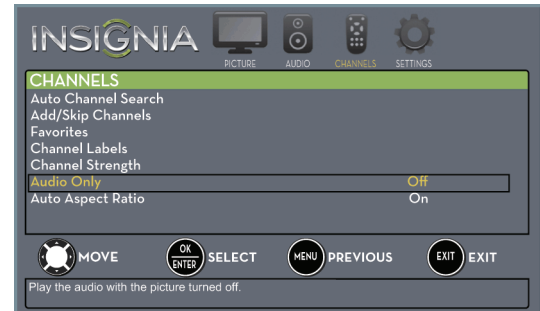 INSIGNIA
PICTURE AUDIO CHANNELS SETTINGS
CHANNELS
Auto Channel Search
Add/Skip Channels
Favorites
Channel Labels
Channel Strength
Audio Only Off
Auto Aspect Ratio On
MOVE OK ENTER SELECT MENU PREVIOUS EXIT EXIT
Play the audio with the picture turned off.